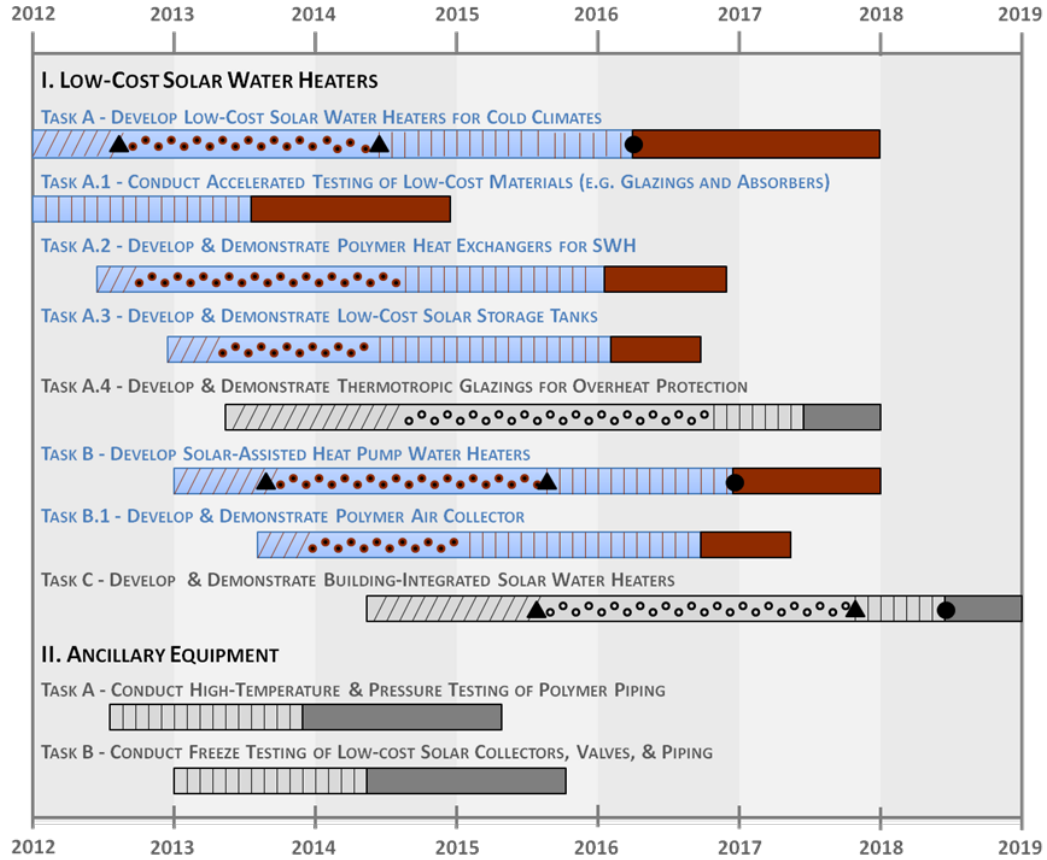 2012 2013 2014 2015 2016 2017 2018 2019
I. Low-Cost Solar Water Heaters
Task A - Develop Low-Cost Solar Water Heaters for Cold Climates
Task A.1 - Conduct Accelerated Testing of Low-Cost Materials (e.g. Glazings and Absorbers)
Task A.2 - Develop & Demonstrate Polymer Heat Exchangers for SWH
Task A.3 - Develop & Demonstrate Low-Cost Solar Storage Tanks
Task A.4 - Develop & Demonstrate Thermotropic Glazings for Overheat Protection
Task B - Develop Solar-Assisted Heat Pump Water Heaters
Task B.1 - Develop & Demonstrate Polymer Air Collector
Task C - Develop & Demonstrate Building-Integrated Solar Water Heaters
II. Ancillary Equipment
Task A - Conduct High-Temperature & Pressure Testing of Polymer Piping
Task B - Conduct Freeze Testing of Low-cost Solar Collectors, Valves, & Piping
2012 2013 2014 2015 2016 2017 2018 2019